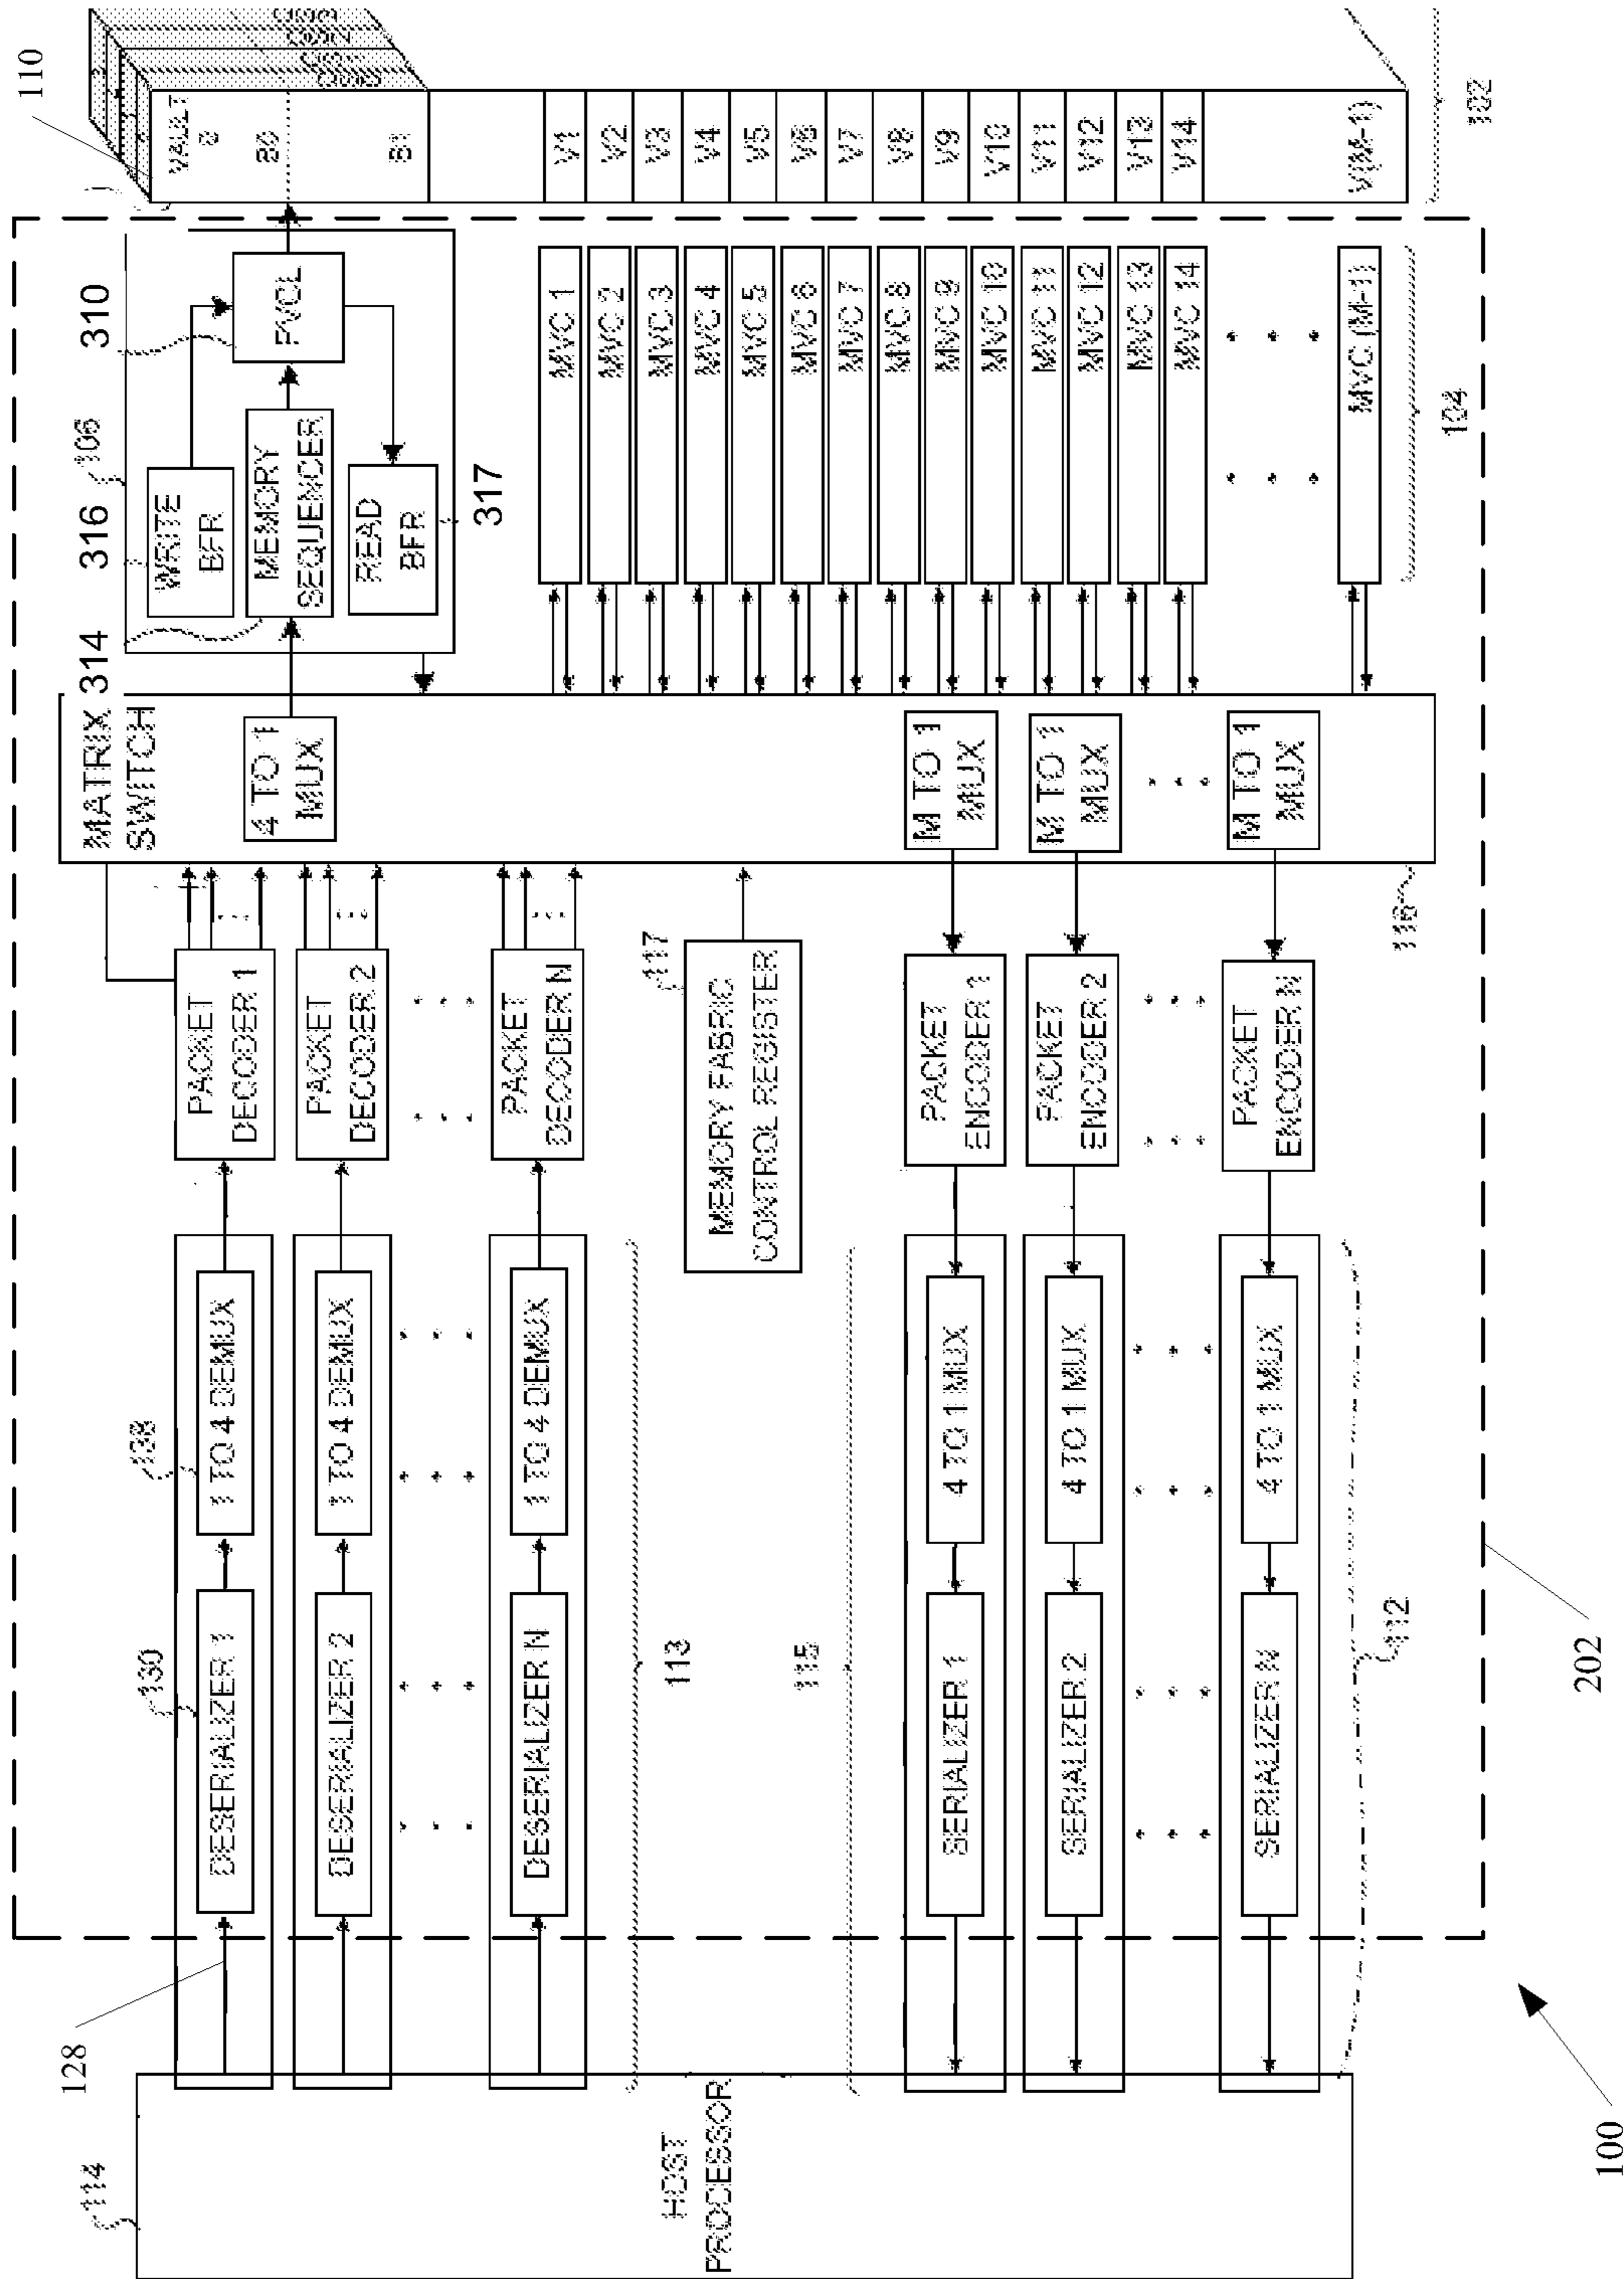 100
114
HOST
PROCESSOR
128
130
DESERIALIZER 1
138
1 TO 4 DEMUX
PACKET
DECODER 1
DESERIALIZER 2
1 TO 4 DEMUX
PACKET
DECODER 2
DESERIALIZER N
1 TO 4 DEMUX
PACKET
DECODER N
113
117
MEMORY FABRIC
CONTROL REGISTER
115
SERIALIZER 1
4 TO 1 MUX
PACKET
ENCODER 1
SERIALIZER 2
4 TO 1 MUX
PACKET
ENCODER 2
SERIALIZER N
4 TO 1 MUX
PACKET
ENCODER N
112
202
MATRIX
SWITCH
4 TO 1
MUX
M TO 1
MUX
M TO 1
MUX
M TO 1
MUX
116
314
316
106
310
WRITE
BFR
MEMORY
SEQUENCER
READ
BFR
PVCL
317
MVC 1
MVC 2
MVC 3
MVC 4
MVC 5
MVC 6
MVC 7
MVC 8
MVC 9
MVC 10
MVC 11
MVC 12
MVC 13
MVC 14
MVC (M-1)
104
110
VAULT
0
B0
B1
V1
V2
V3
V4
V5
V6
V7
V8
V9
V10
V11
V12
V13
V14
V(M-1)
102